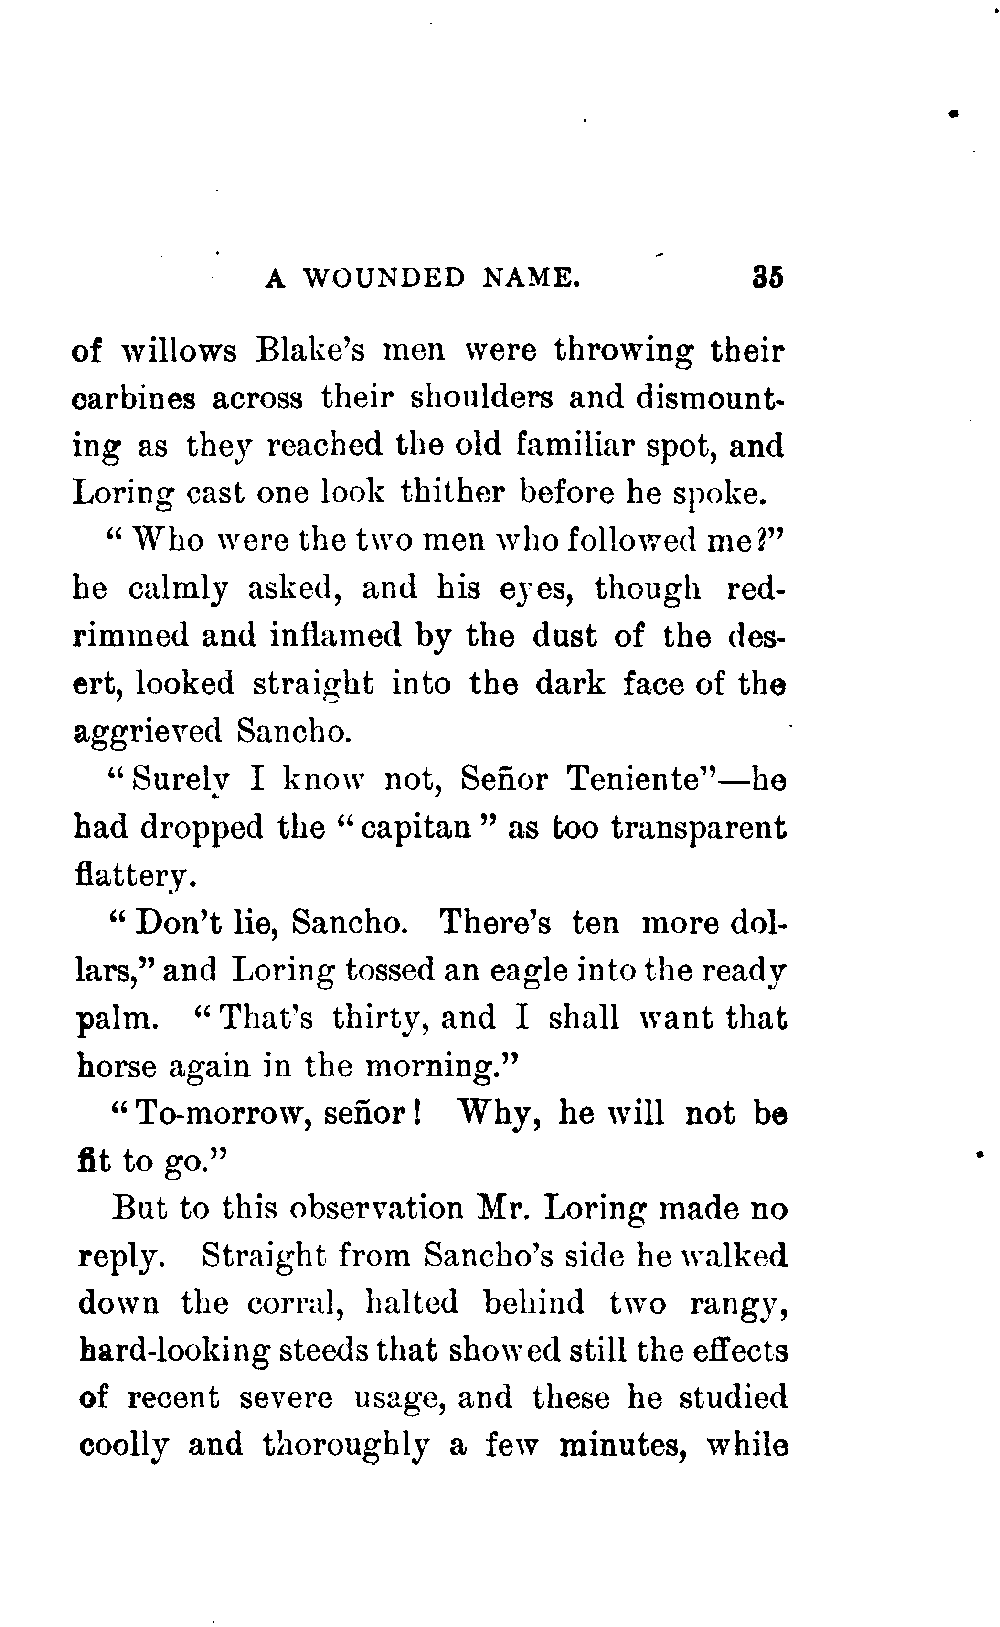 A WOUNDED NAME. 35
of willows Blake's men were throwing their
carbines across their shoulders and dismount-
ing as they reached the old familiar spot, and
Loring cast one look thither before he spoke.
"Who were the two men who followed me?"
he calmly asked, and his eyes, though red-
rimmed and inflamed by the dust of the des-
ert, looked straight into the dark face of the
aggrieved Sancho.
"Surely I know not, Señor Teniente"—he
had dropped the "capitan" as too transparent
flattery.
"Don't lie, Sancho. There's ten more dol-
lars," and Loring tossed an eagle into the ready
palm. "That's thirty, and I shall want that
horse again in the morning."
"To-morrow, señor! Why, he will not be
fit to go."
But to this observation Mr. Loring made no
reply. Straight from Sancho's side he walked
down the corral, halted behind two rangy,
hard-looking steeds that showed still the effects
of recent severe usage, and these he studied
coolly and thoroughly a few minutes, while